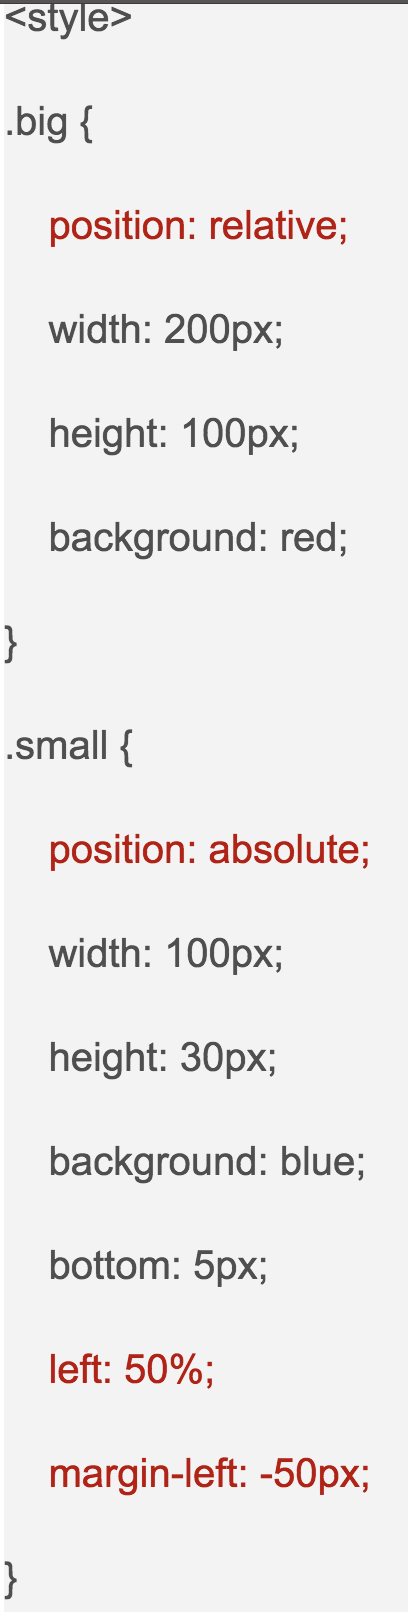 <style>
.big {
position: relative;
width: 200px;
height: 100px;
background: red;
}
.small {
position: absolute;
width: 100px;
height: 30px;
background: blue;
bottom: 5px;
left: 50%;
margin-left: -50px;
}